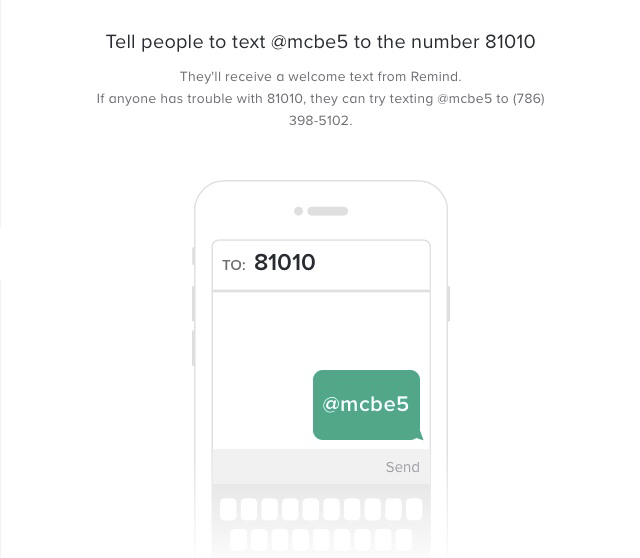 Tell people to text @mcbe5 to the number 81010
They'll receive a welcome text from Remind.
If anyone has trouble with 81010, they can try texting @mcbe5 to (786)
398-5102.
TO: 81010
@mcbe5
Send